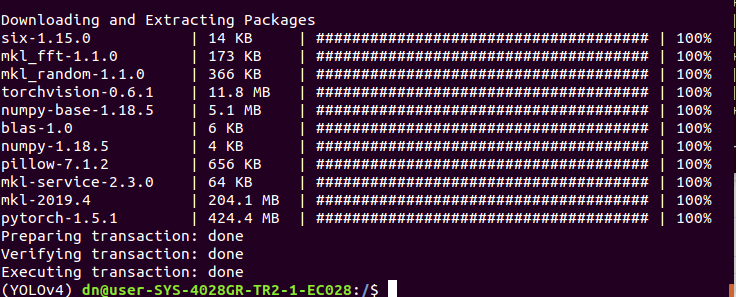 Downloading and Extracting Packages
six-1.15.0 | 14 KB | ##################################### | 100%
mkl_fft-1.1.0 | 173 KB | ##################################### | 100%
mkl_random-1.1.0 | 366 KB | ##################################### | 100%
torchvision-0.6.1 | 11.8 MB | ##################################### | 100%
numpy-base-1.18.5 | 5.1 MB | ##################################### | 100%
blas-1.0 | 6 KB | ##################################### | 100%
numpy-1.18.5 | 4 KB | ##################################### | 100%
pillow-7.1.2 | 656 KB | ##################################### | 100%
mkl-service-2.3.0 | 64 KB | ##################################### | 100%
mkl-2019.4 | 204.1 MB | ##################################### | 100%
pytorch-1.5.1 | 424.4 MB | ##################################### | 100%
Preparing transaction: done
Verifying transaction: done
Executing transaction: done
(YOLOv4) dn@user-SYS-4028GR-TR2-1-EC028:/$